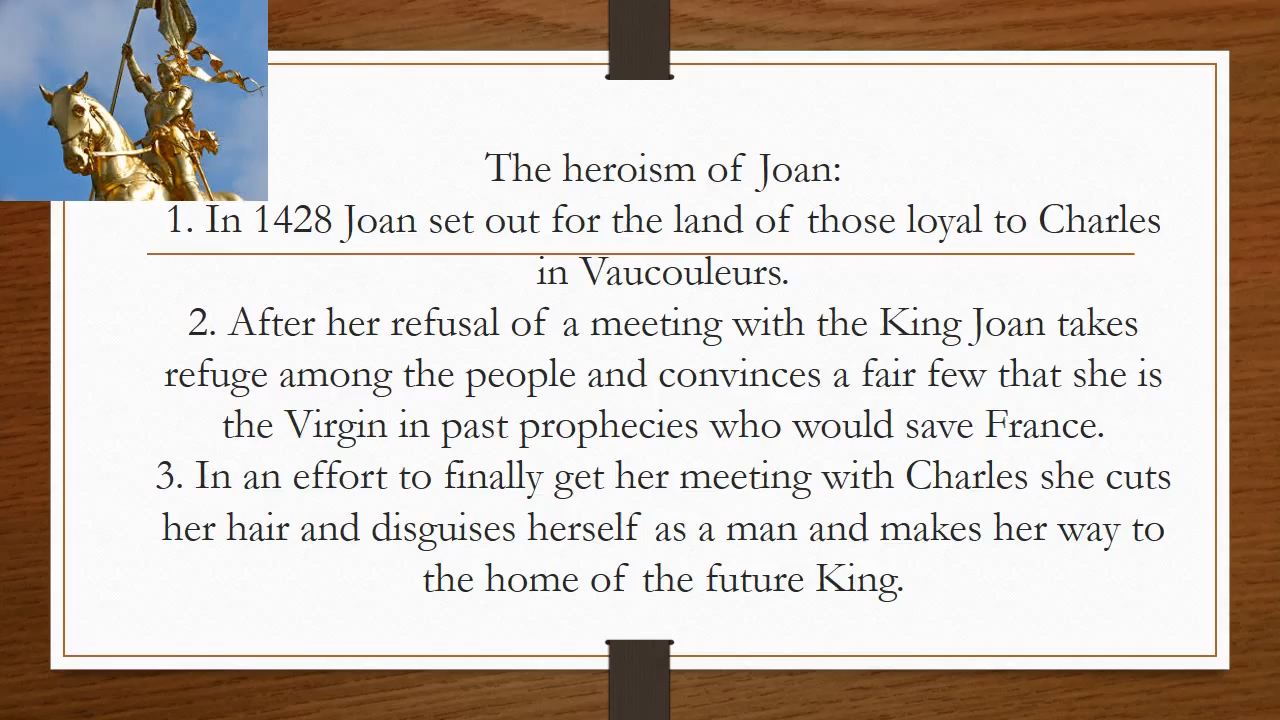 The heroism of Joan:
1. In 1428 Joan set out for the land of those loyal to Charles
in Vaucouleurs.
2. After her refusal of a meeting with the King Joan takes
refuge among the people and convinces a fair few that she is
the Virgin in past prophecies who would save France.
3. In an effort to finally get her meeting with Charles she cuts
her hair and disguises herself as a man and makes her way to
the home of the future King.